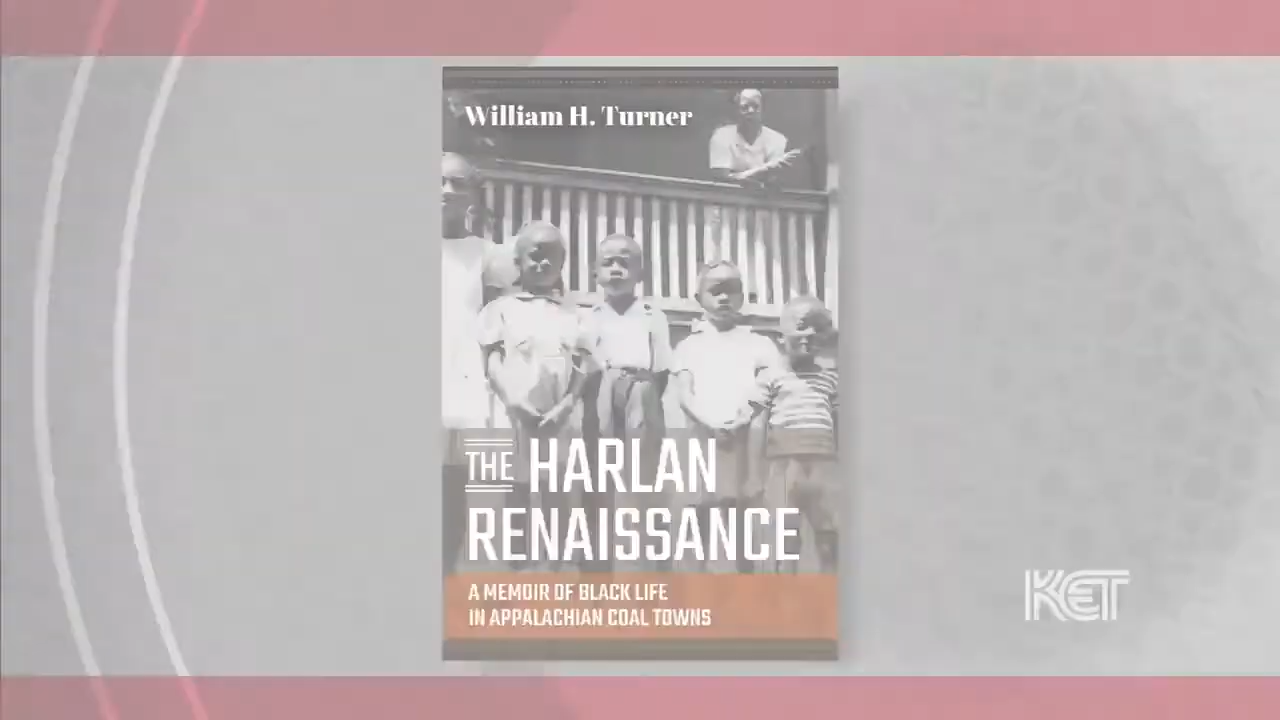 William H. Turner
THE HARLAN
RENAISSANCE
A MEMOIR OF BLACK LIFE
IN APPALACHIAN COAL TOWNS
KET